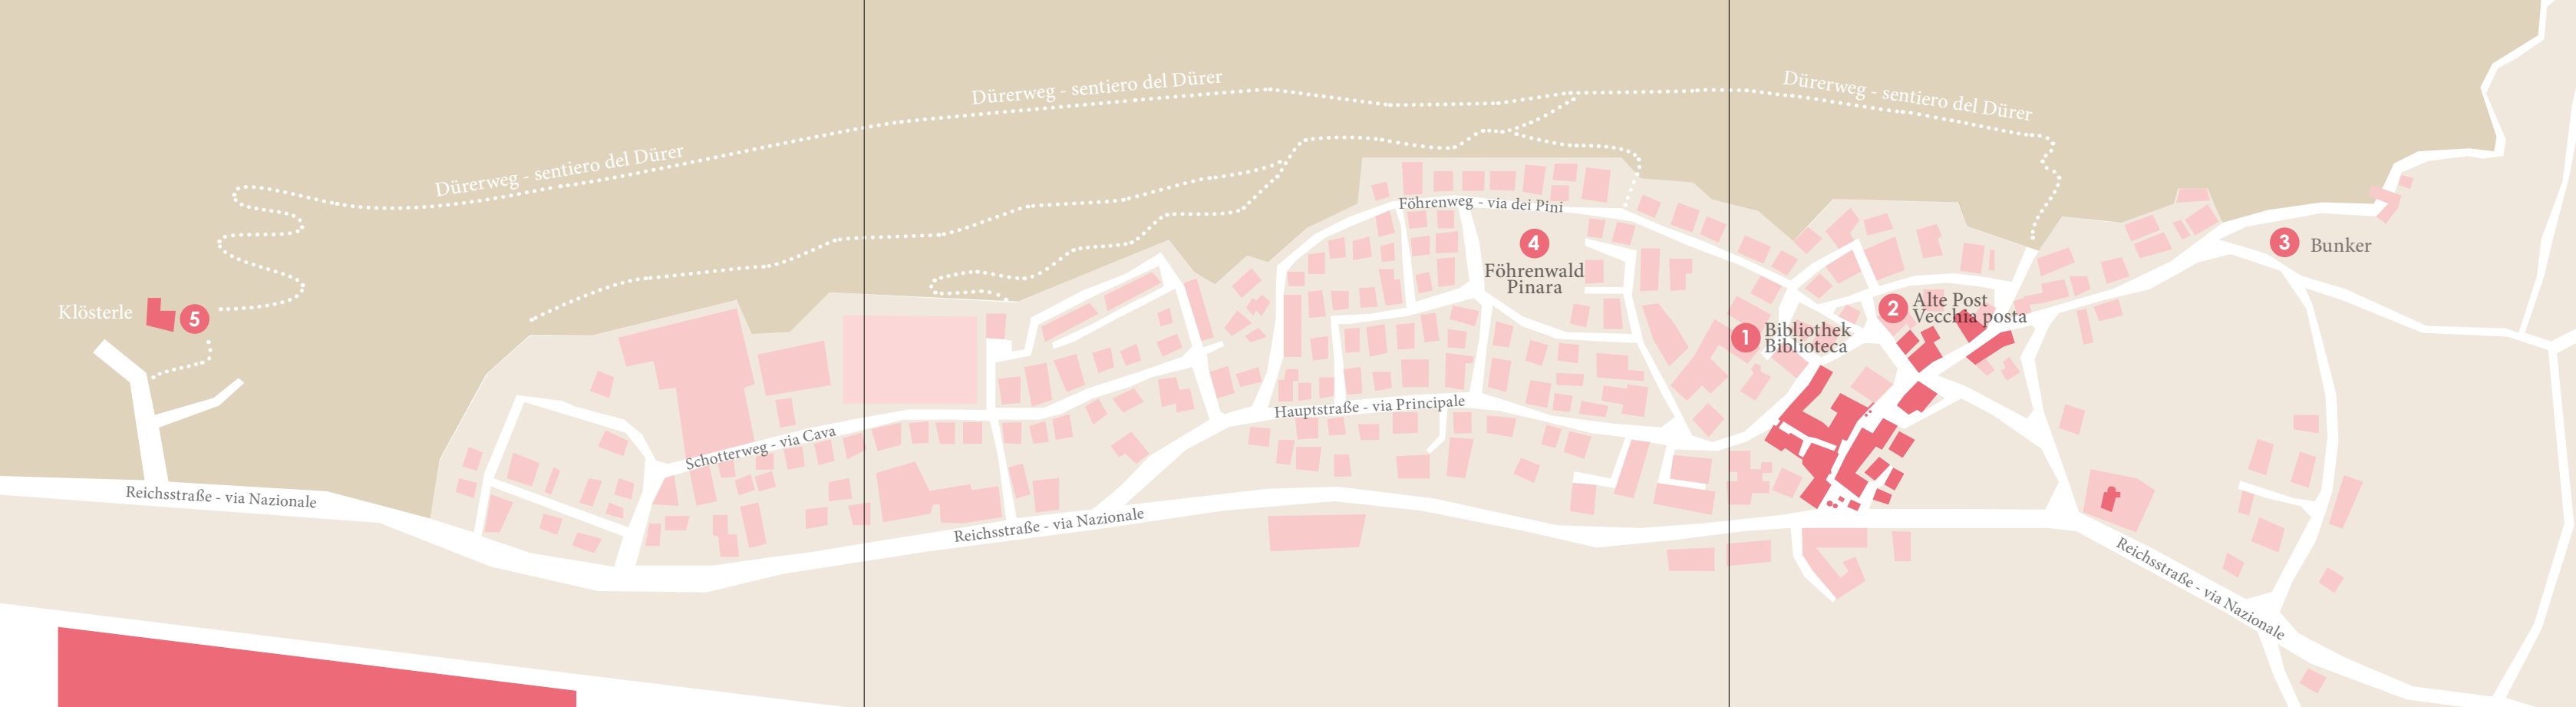 Dürerweg - sentiero del Dürer
Dürerweg - sentiero del Dürer
Dürerweg - sentiero del Dürer
Klösterle
5
Föhrenweg - via dei Pini
4
Föhrenwald
Pinara
3
Bunker
2
Alte Post
Vecchia posta
1
Bibliothek
Biblioteca
Hauptstraße - via Principale
Schotterweg - via Cava
Reichsstraße - via Nazionale
Reichsstraße - via Nazionale
Reichsstraße - via Nazionale